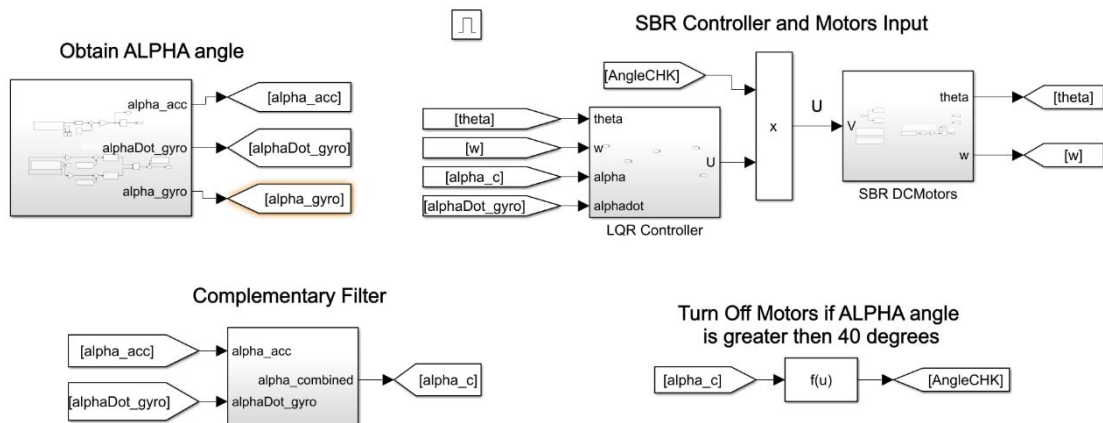 SBR Controller and Motors Input
Obtain ALPHA angle
alpha_acc
[alpha_acc]
alphaDot_gyro
[alphaDot_gyro]
alpha_gyro
[alpha_gyro]
[AngleCHK]
[theta]
theta
[w]
w
[alpha_c]
alpha
[alphaDot_gyro]
alphadot
U
LQR Controller
x
U
V
theta
[theta]
w
[w]
SBR DCMotors
Complementary Filter
[alpha_acc]
alpha_acc
[alphaDot_gyro]
alphaDot_gyro
alpha_combined
[alpha_c]
Turn Off Motors if ALPHA angle
is greater then 40 degrees
[alpha_c]
f(u)
[AngleCHK]